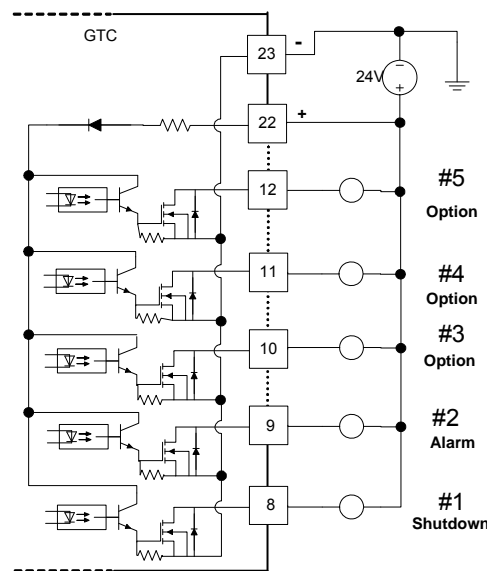 GTC
23
-
24V
22
+
12
#5
Option
11
#4
Option
10
#3
Option
9
#2
Alarm
8
#1
Shutdown